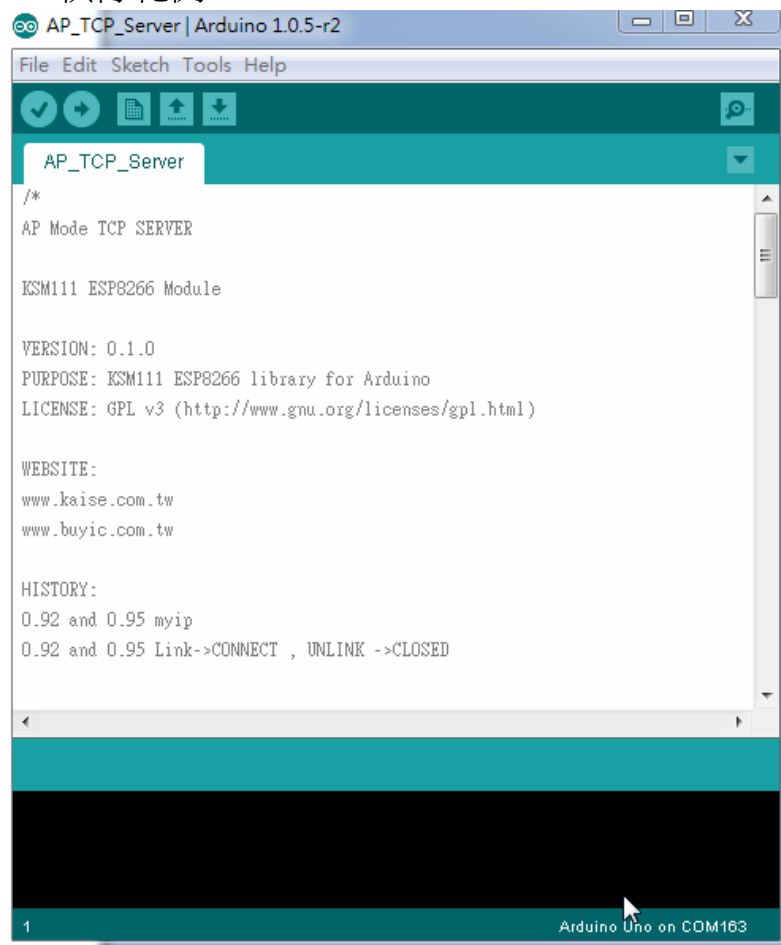 AP_TCP_Server | Arduino 1.0.5-r2
File Edit Sketch Tools Help
AP_TCP_Server
/*
AP Mode TCP SERVER
KSM111 ESP8266 Module
VERSION: 0.1.0
PURPOSE: KSM111 ESP8266 library for Arduino
LICENSE: GPL v3 (http://www.gnu.org/licenses/gpl.html)
WEBSITE:
www.kaise.com.tw
www.buyic.com.tw
HISTORY:
0.92 and 0.95 myip
0.92 and 0.95 Link->CONNECT , UNLINK ->CLOSED
1
Arduino Uno on COM163